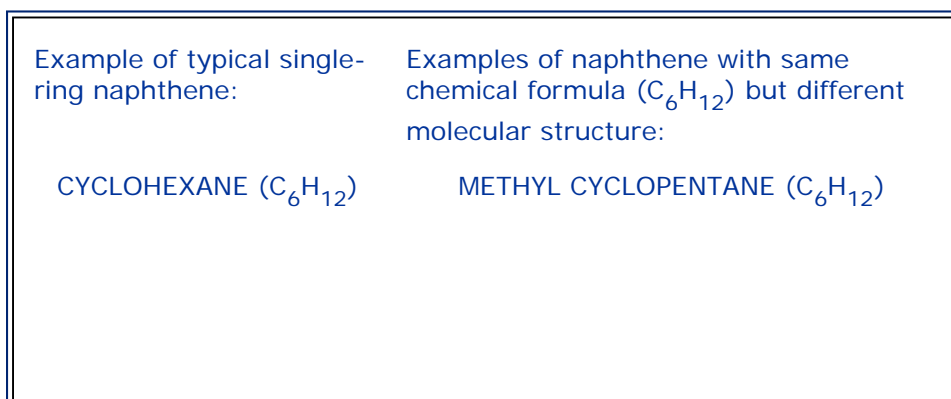 Example of typical single-
ring naphthene:
Examples of naphthene with same
chemical formula (C₆H₁₂) but different
molecular structure:
CYCLOHEXANE (C₆H₁₂)
METHYL CYCLOPENTANE (C₆H₁₂)